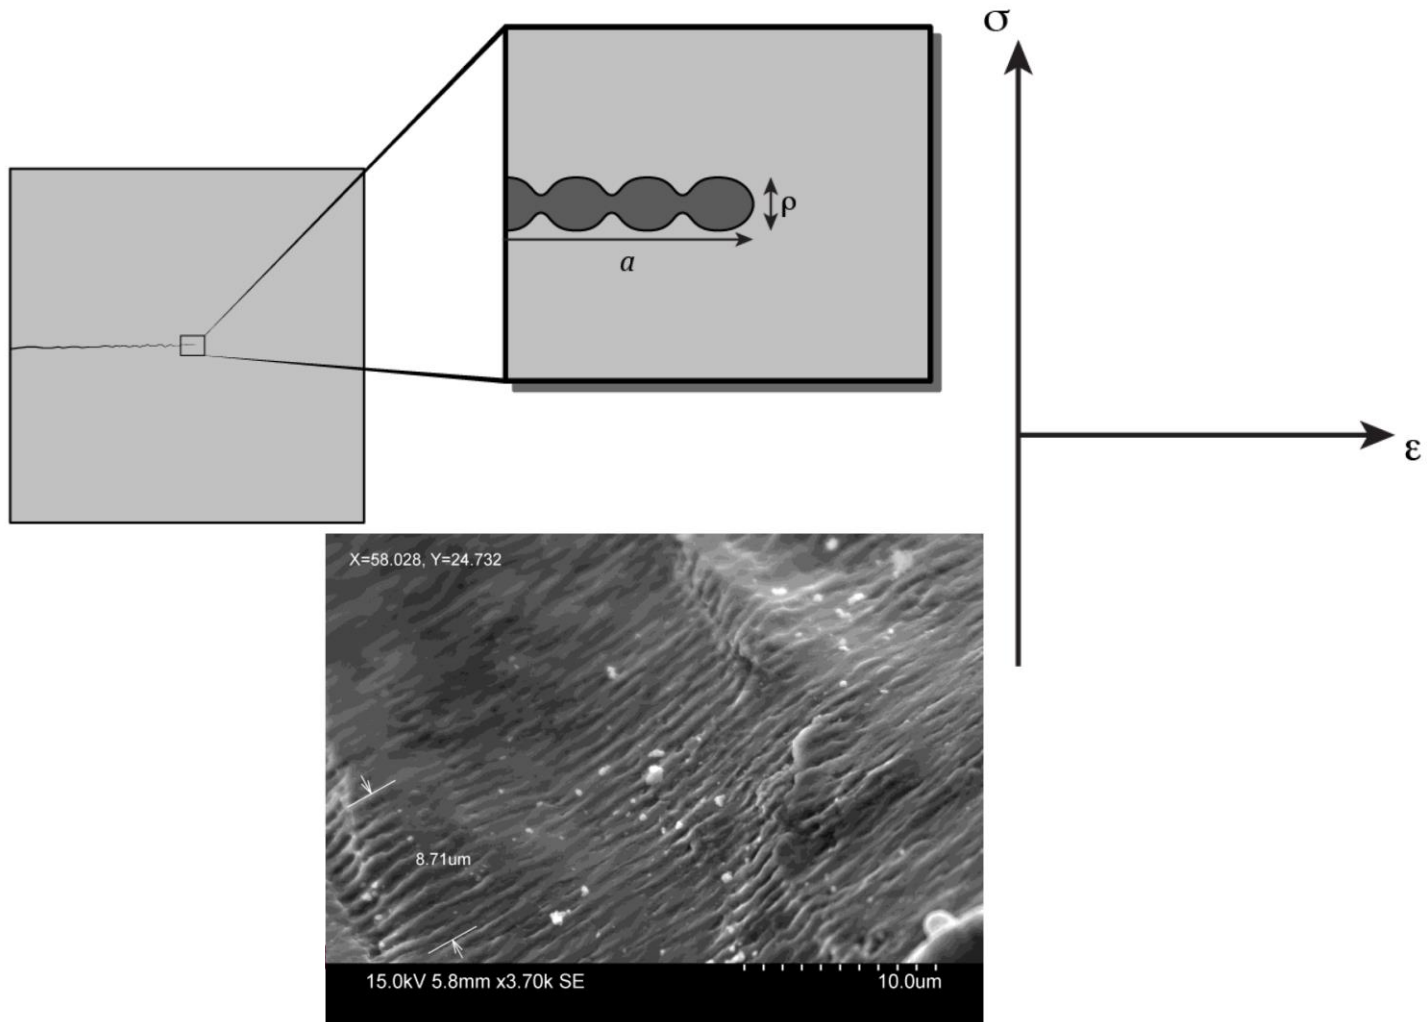 σ
ρ
a
ε
X=58.028, Y=24.732
8.71um
15.0kV 5.8mm x3.70k SE
10.0um